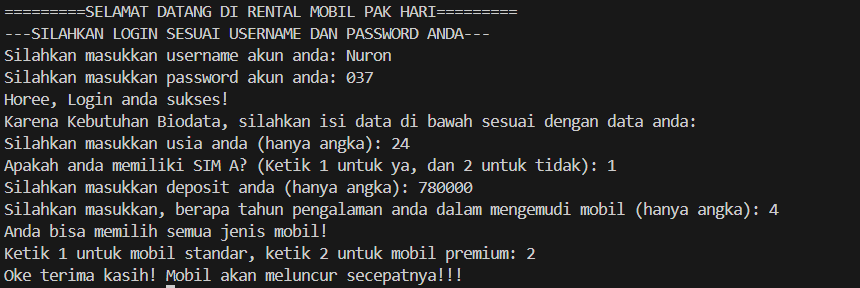 =========SELAMAT DATANG DI RENTAL MOBIL PAK HARI=========
---SILAHKAN LOGIN SESUAI USERNAME DAN PASSWORD ANDA---
Silahkan masukkan username akun anda: Nuron
Silahkan masukkan password akun anda: 037
Horee, Login anda sukses!
Karena Kebutuhan Biodata, silahkan isi data di bawah sesuai dengan data anda:
Silahkan masukkan usia anda (hanya angka): 24
Apakah anda memiliki SIM A? (Ketik 1 untuk ya, dan 2 untuk tidak): 1
Silahkan masukkan deposit anda (hanya angka): 780000
Silahkan masukkan, berapa tahun pengalaman anda dalam mengemudi mobil (hanya angka): 4
Anda bisa memilih semua jenis mobil!
Ketik 1 untuk mobil standar, ketik 2 untuk mobil premium: 2
Oke terima kasih! Mobil akan meluncur secepatnya!!!